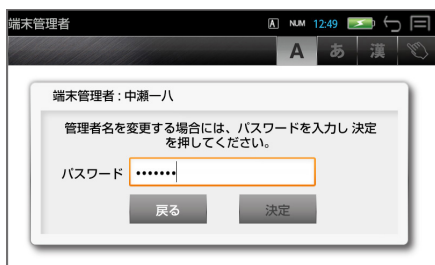 端末管理者
A NUM 12:49
A あ 漢
端末管理者 : 中瀬一八
管理者名を変更する場合には、パスワードを入力し 決定
を押してください。
パスワード •••••••
戻る 決定